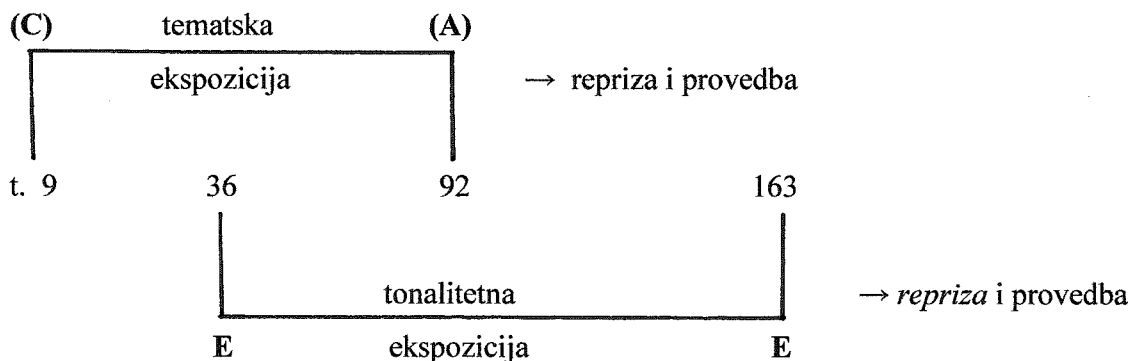 (C) tematska (A)
ekspozicija → repriza i provedba
t. 9 36 92 163
tonalitetna → repriza i provedba
E ekspozicija E